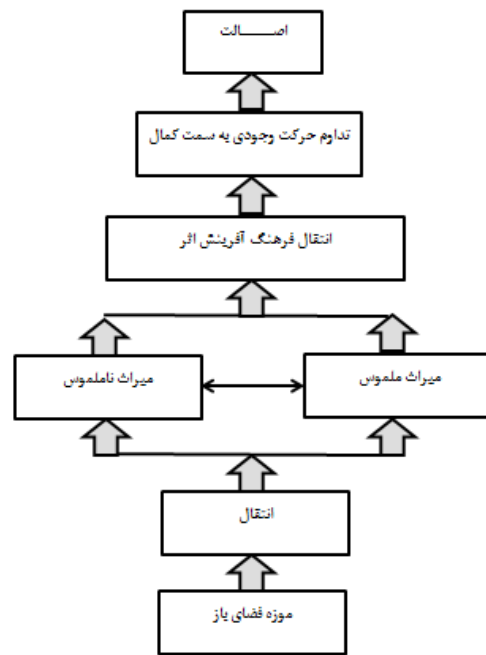 اصـــــالت
تداوم حرکت وجودی به سمت کمال
انتقال فرهنگ آفرینش اثر
میراث ملموس
میراث ناملموس
انتقال
موزه فضای باز